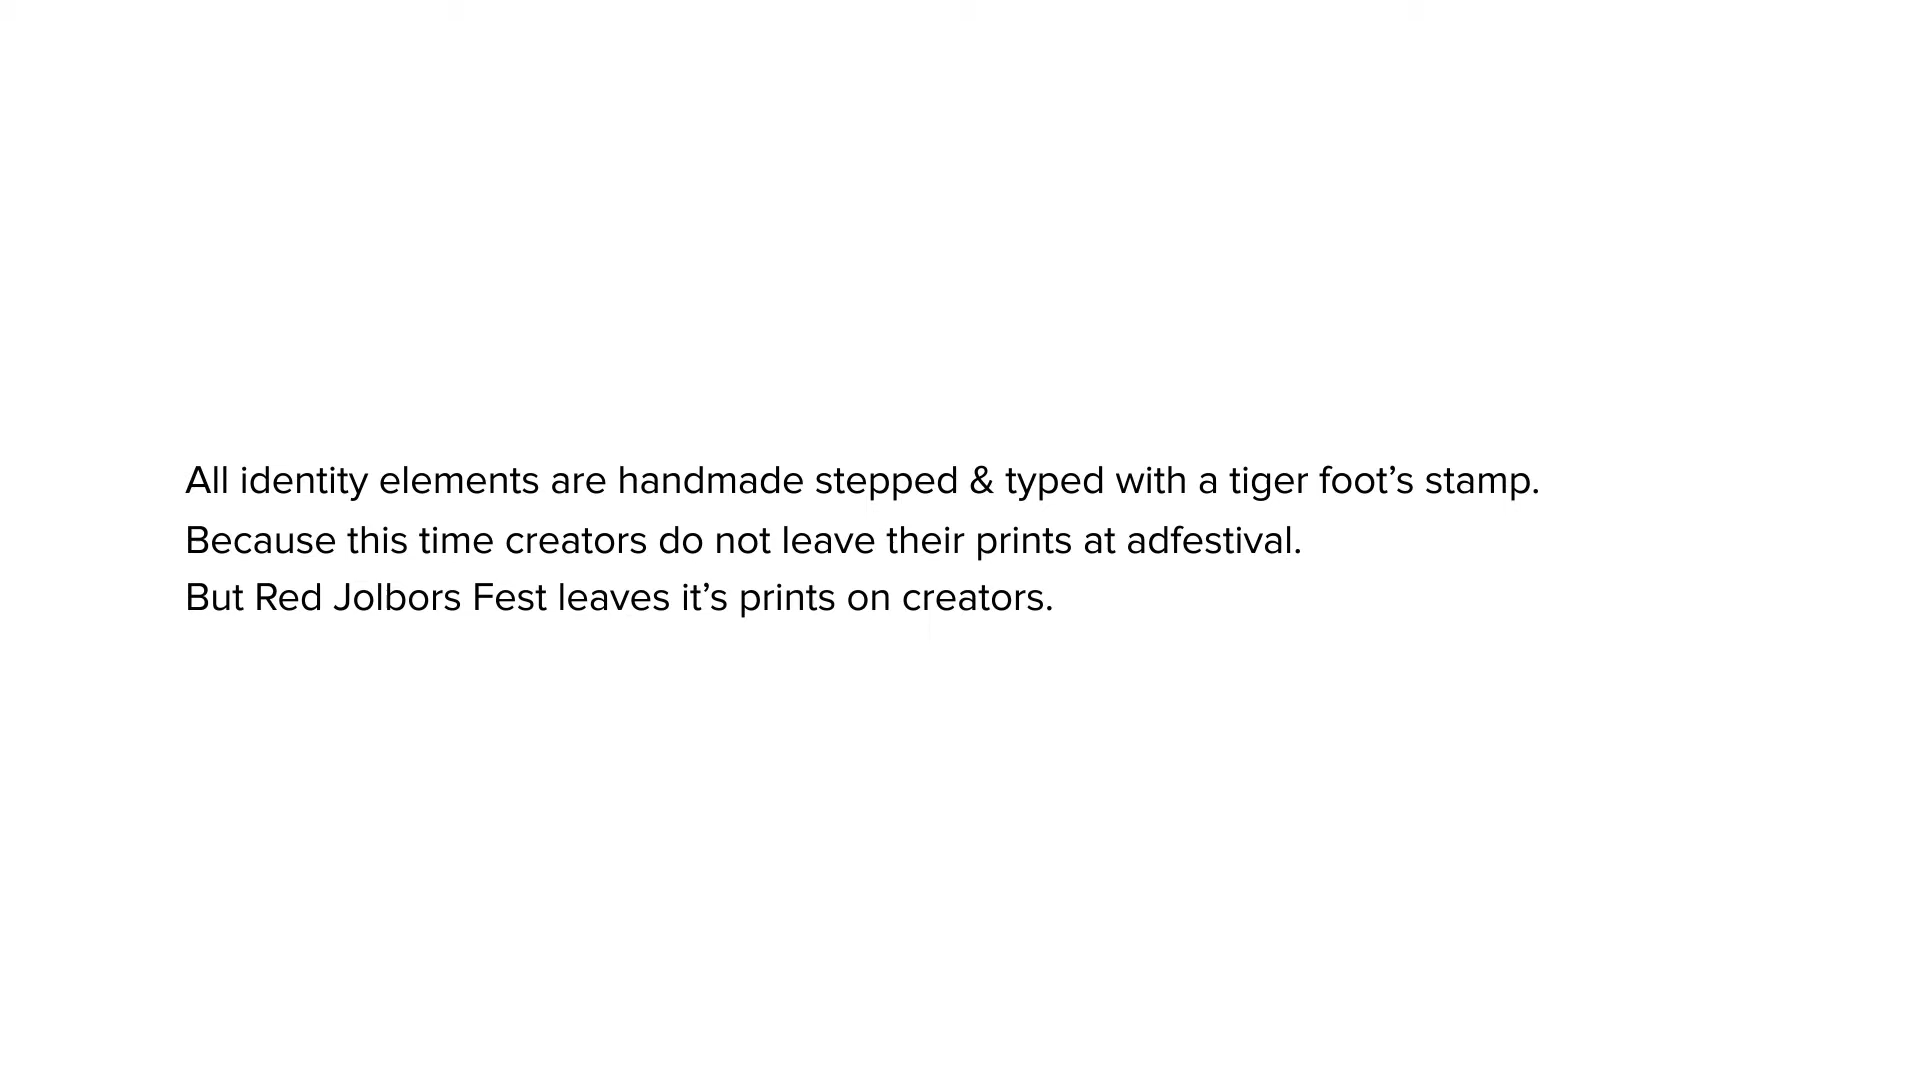 All identity elements are handmade stepped & typed with a tiger foot’s stamp.
Because this time creators do not leave their prints at adfestival.
But Red Jolbors Fest leaves it’s prints on creators.